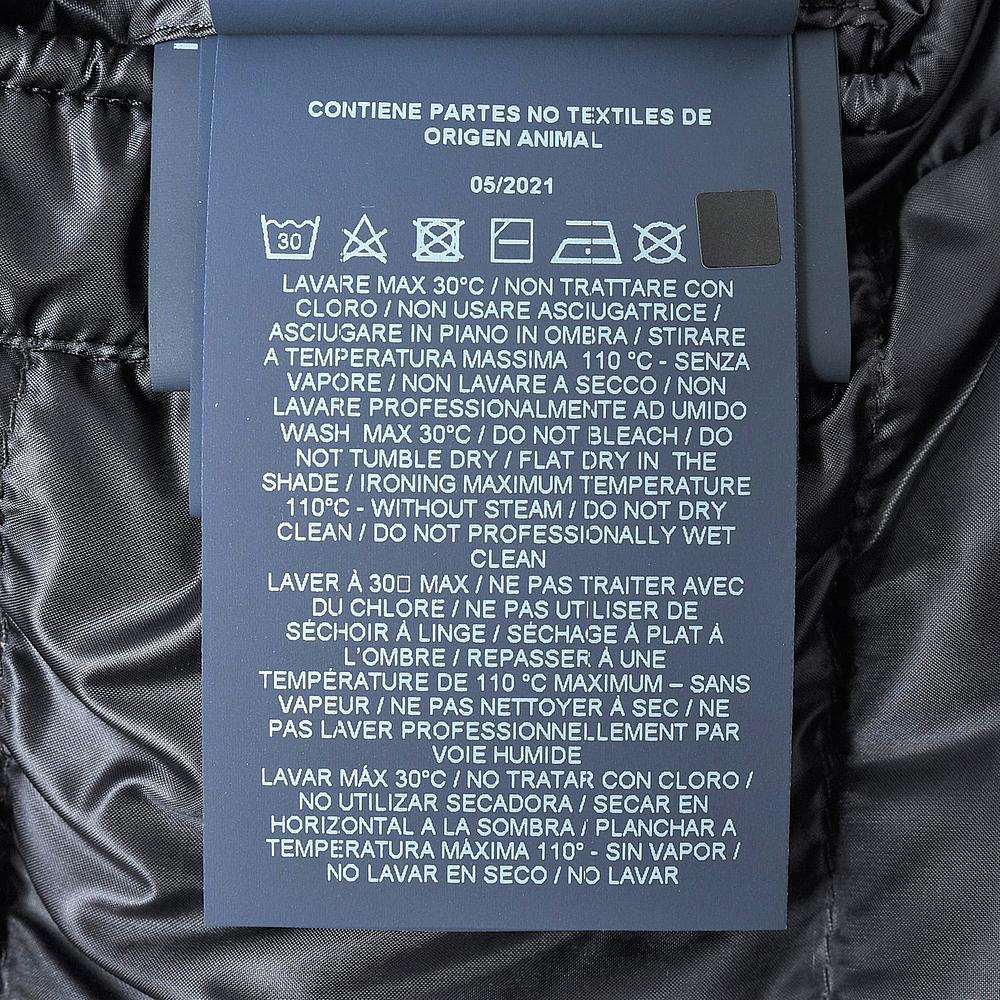 CONTIENE PARTES NO TEXTILES DE
ORIGEN ANIMAL
05/2021
30
LAVARE MAX 30°C / NON TRATTARE CON
CLORO / NON USARE ASCIUGATRICE /
ASCIUGARE IN PIANO IN OMBRA / STIRARE
A TEMPERATURA MASSIMA 110 °C - SENZA
VAPORE / NON LAVARE A SECCO / NON
LAVARE PROFESSIONALMENTE AD UMIDO
WASH MAX 30°C / DO NOT BLEACH / DO
NOT TUMBLE DRY / FLAT DRY IN THE
SHADE / IRONING MAXIMUM TEMPERATURE
110°C - WITHOUT STEAM / DO NOT DRY
CLEAN / DO NOT PROFESSIONALLY WET
CLEAN
LAVER À 30□ MAX / NE PAS TRAITER AVEC
DU CHLORE / NE PAS UTILISER DE
SÉCHOIR À LINGE / SÉCHAGE À PLAT À
L'OMBRE / REPASSER À UNE
TEMPÉRATURE DE 110 °C MAXIMUM – SANS
VAPEUR / NE PAS NETTOYER À SEC / NE
PAS LAVER PROFESSIONNELLEMENT PAR
VOIE HUMIDE
LAVAR MÁX 30°C / NO TRATAR CON CLORO /
NO UTILIZAR SECADORA / SECAR EN
HORIZONTAL A LA SOMBRA / PLANCHAR A
TEMPERATURA MÁXIMA 110° - SIN VAPOR /
NO LAVAR EN SECO / NO LAVAR